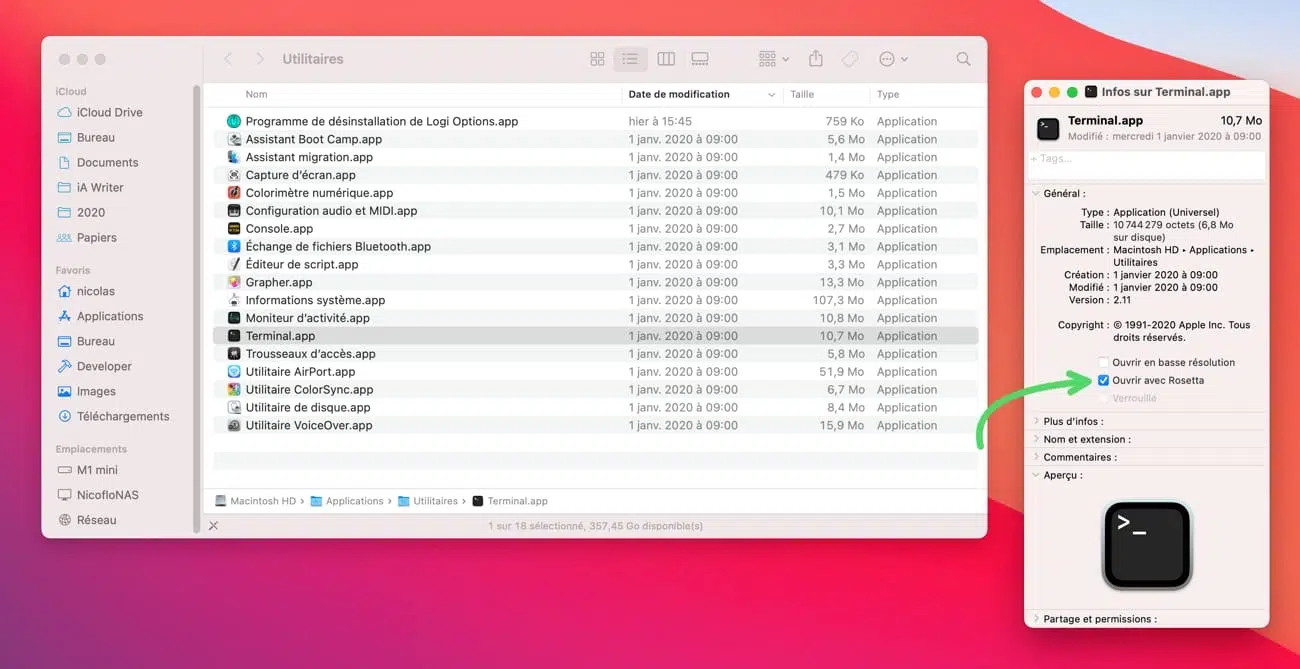 Utilitaires
iCloud
iCloud Drive
Bureau
Documents
iA Writer
2020
Papiers
Favoris
nicolas
Applications
Bureau
Developer
Images
Téléchargements
Emplacements
M1 mini
NicofloNAS
Réseau
Nom Date de modification Taille Type
Programme de désinstallation de Logi Options.app hier à 15:45 759 Ko Application
Assistant Boot Camp.app 1 janv. 2020 à 09:00 5,6 Mo Application
Assistant migration.app 1 janv. 2020 à 09:00 1,4 Mo Application
Capture d’écran.app 1 janv. 2020 à 09:00 479 Ko Application
Colorimètre numérique.app 1 janv. 2020 à 09:00 1,5 Mo Application
Configuration audio et MIDI.app 1 janv. 2020 à 09:00 10,1 Mo Application
Console.app 1 janv. 2020 à 09:00 2,7 Mo Application
Échange de fichiers Bluetooth.app 1 janv. 2020 à 09:00 3,1 Mo Application
Éditeur de script.app 1 janv. 2020 à 09:00 3,3 Mo Application
Grapher.app 1 janv. 2020 à 09:00 13,3 Mo Application
Informations système.app 1 janv. 2020 à 09:00 107,3 Mo Application
Moniteur d’activité.app 1 janv. 2020 à 09:00 10,8 Mo Application
Terminal.app 1 janv. 2020 à 09:00 10,7 Mo Application
Trousseaux d’accès.app 1 janv. 2020 à 09:00 5,8 Mo Application
Utilitaire AirPort.app 1 janv. 2020 à 09:00 51,9 Mo Application
Utilitaire ColorSync.app 1 janv. 2020 à 09:00 6,7 Mo Application
Utilitaire de disque.app 1 janv. 2020 à 09:00 8,4 Mo Application
Utilitaire VoiceOver.app 1 janv. 2020 à 09:00 15,9 Mo Application
Macintosh HD › Applications › Utilitaires › Terminal.app
1 sur 18 sélectionné, 357,45 Go disponible(s)
Infos sur Terminal.app
Terminal.app 10,7 Mo
Modifié : mercredi 1 janvier 2020 à 09:00
+ Tags...
Général :
Type : Application (Universel)
Taille : 10 744 279 octets (6,8 Mo
sur disque)
Emplacement : Macintosh HD ▸ Applications ▸
Utilitaires
Création : 1 janvier 2020 à 09:00
Modifié : 1 janvier 2020 à 09:00
Version : 2.11
Copyright : © 1991-2020 Apple Inc. Tous
droits réservés.
Ouvrir en basse résolution
Ouvrir avec Rosetta
Verrouillé
Plus d’infos :
Nom et extension :
Commentaires :
Aperçu :
>_
Partage et permissions :